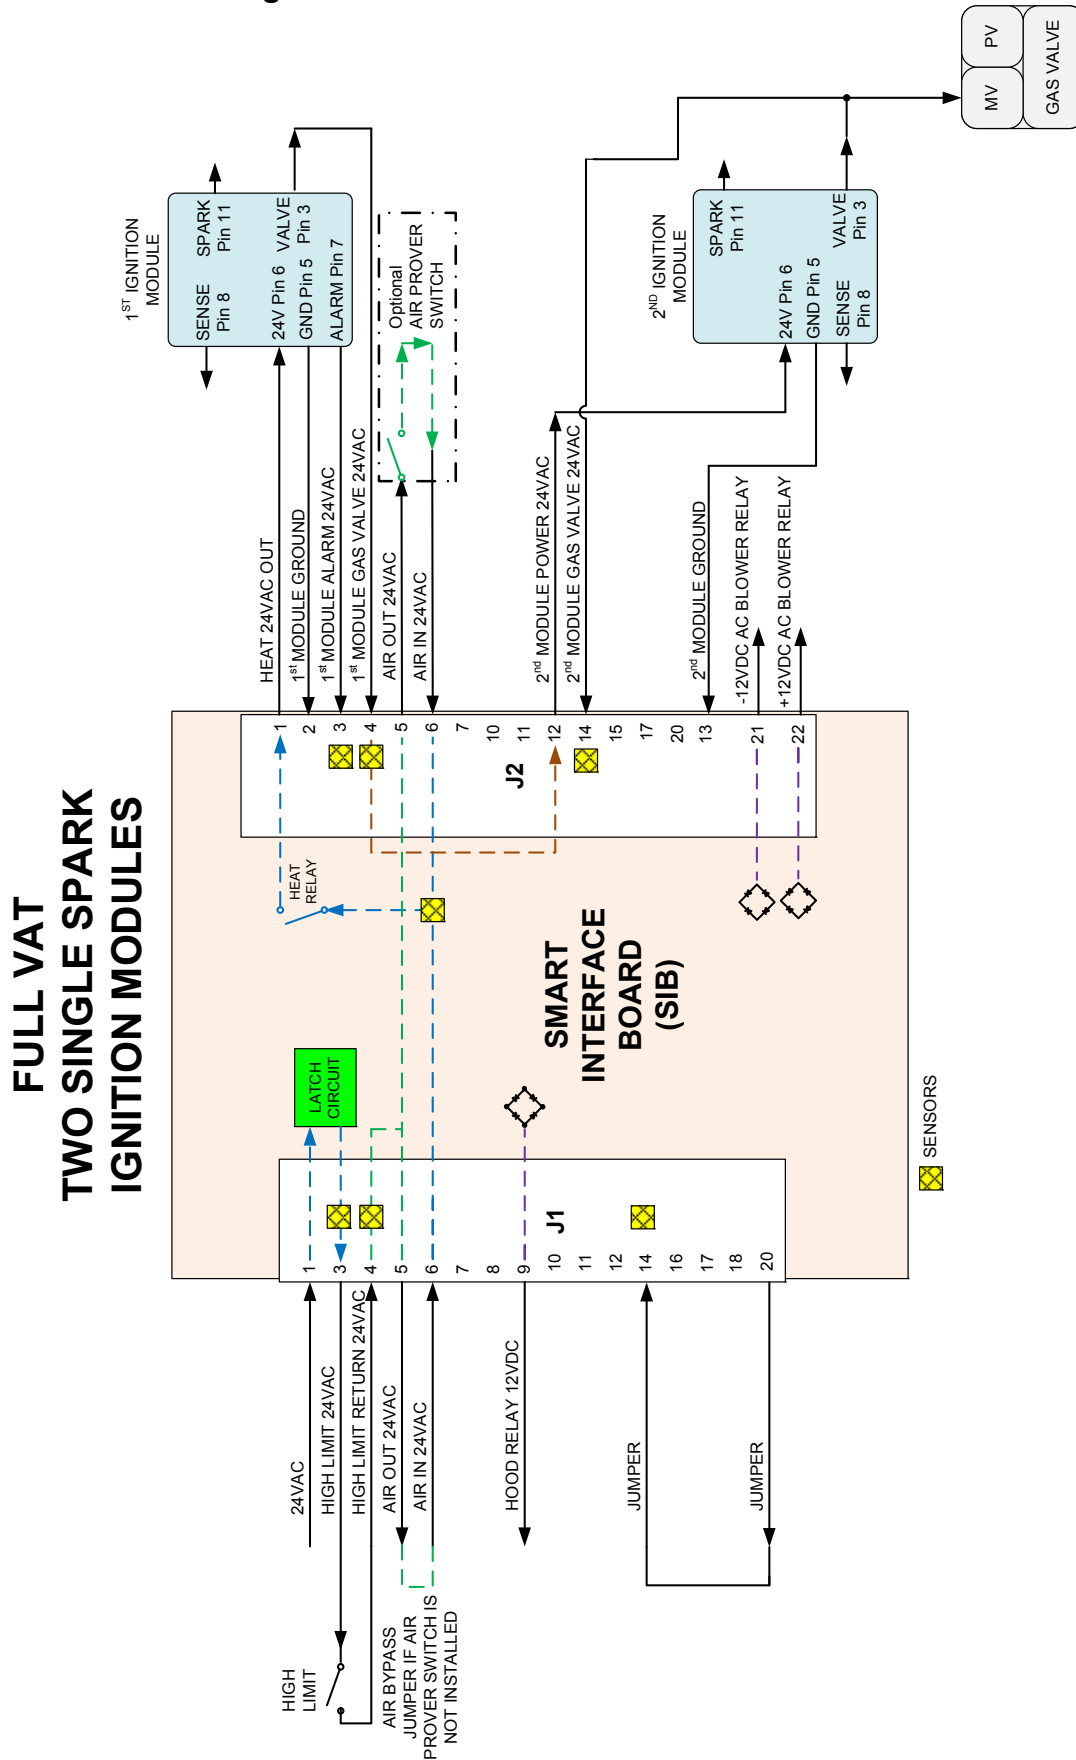 FULL VAT
TWO SINGLE SPARK
IGNITION MODULES
HIGH
LIMIT
24VAC
HIGH LIMIT 24VAC
HIGH LIMIT RETURN 24VAC
AIR OUT 24VAC
AIR IN 24VAC
AIR BYPASS
JUMPER IF AIR
PROVER SWITCH IS
NOT INSTALLED
HOOD RELAY 12VDC
JUMPER
JUMPER
1
3
4
5
6
7
8
9
10
11
12
14
16
17
18
20
J1
LATCH
CIRCUIT
HEAT
RELAY
SMART
INTERFACE
BOARD
(SIB)
SENSORS
J2
1
2
3
4
5
6
7
10
11
12
14
15
17
20
13
21
22
HEAT 24VAC OUT
1st MODULE GROUND
1st MODULE ALARM 24VAC
1st MODULE GAS VALVE 24VAC
AIR OUT 24VAC
AIR IN 24VAC
2nd MODULE POWER 24VAC
2nd MODULE GAS VALVE 24VAC
2nd MODULE GROUND
-12VDC AC BLOWER RELAY
+12VDC AC BLOWER RELAY
1ST IGNITION
MODULE
SENSE
Pin 8
SPARK
Pin 11
24V Pin 6
VALVE
Pin 3
GND Pin 5
ALARM Pin 7
Optional
AIR PROVER
SWITCH
2ND IGNITION
MODULE
SPARK
Pin 11
24V Pin 6
GND Pin 5
SENSE
Pin 8
VALVE
Pin 3
MV
PV
GAS VALVE